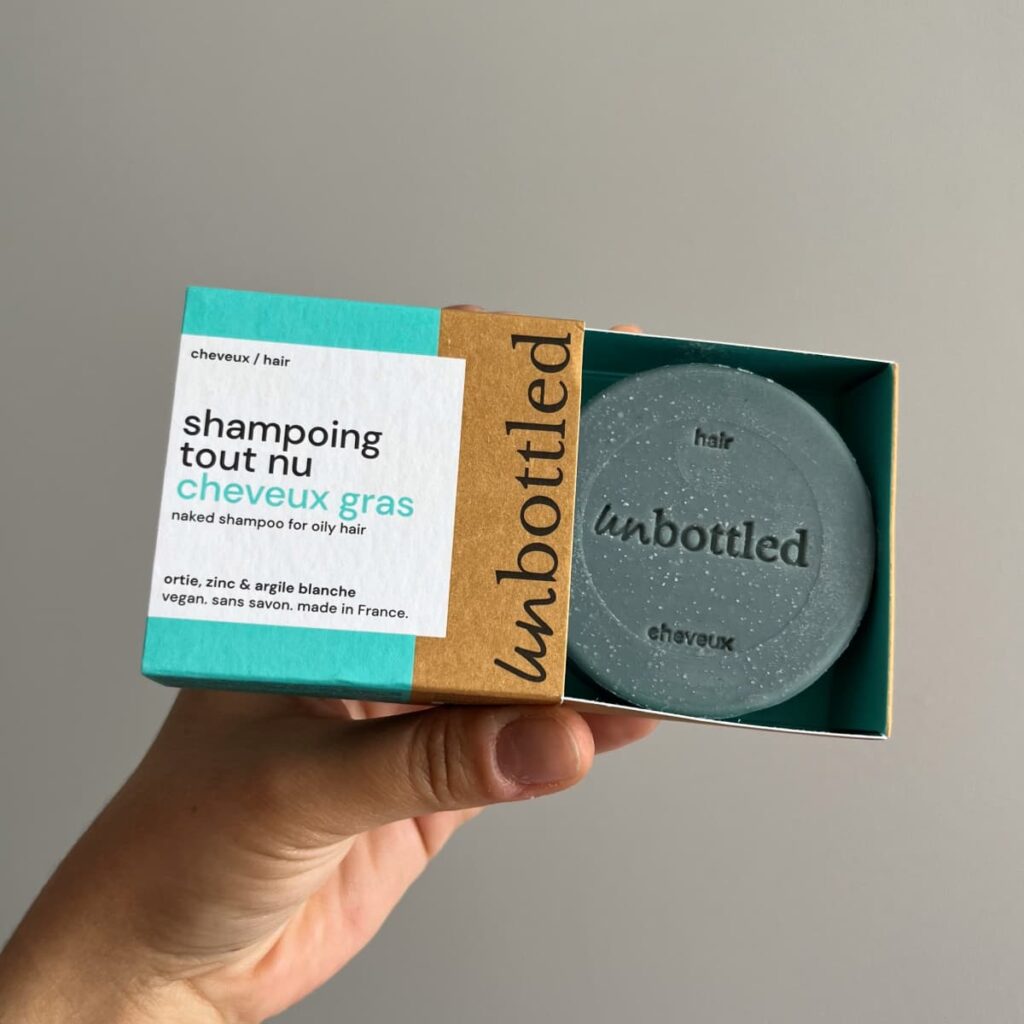 cheveux / hair
shampoing
tout nu
cheveux gras
naked shampoo for oily hair
ortie, zinc & argile blanche
vegan. sans savon. made in France.
unbottled
hair
unbottled
cheveux